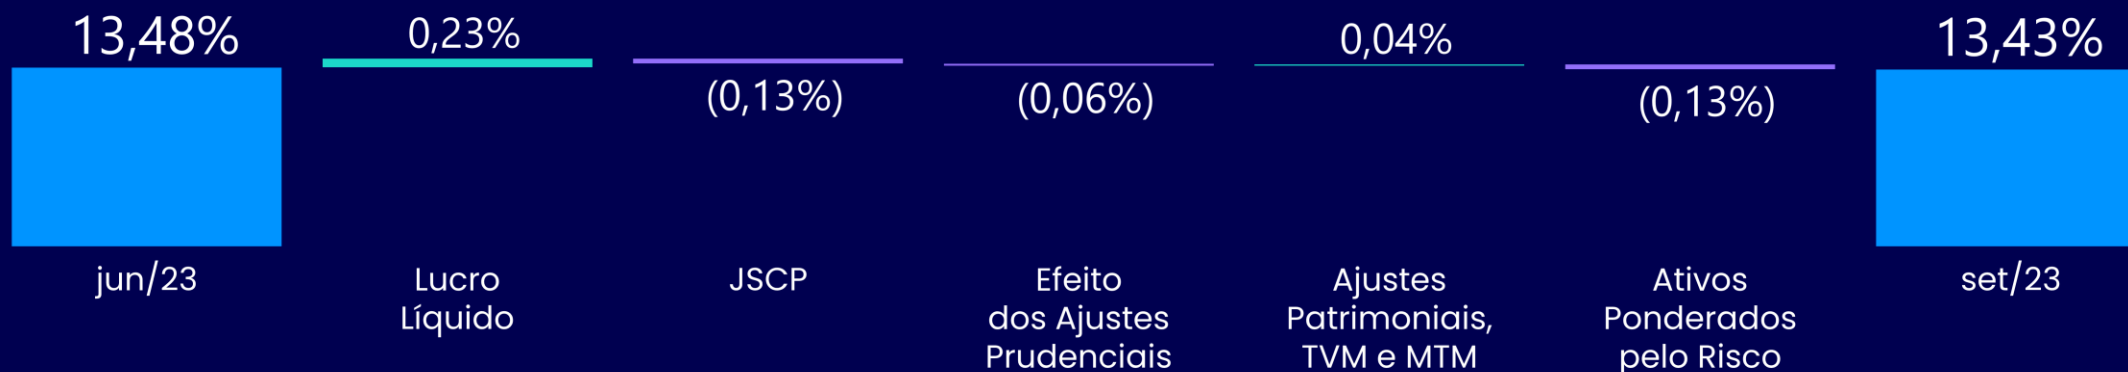 13,48%
0,23%
(0,13%)
(0,06%)
0,04%
(0,13%)
13,43%
jun/23
Lucro
Líquido
JSCP
Efeito
dos Ajustes
Prudenciais
Ajustes
Patrimoniais,
TVM e MTM
Ativos
Ponderados
pelo Risco
set/23